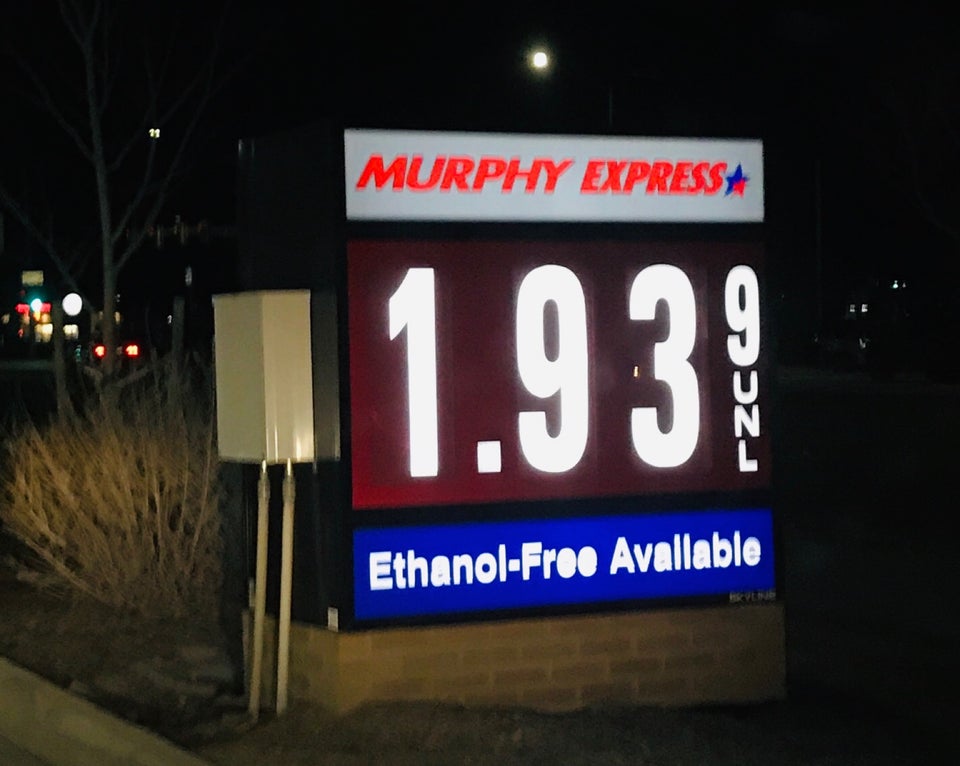 MURPHY EXPRESS
1.93 9
UNL
Ethanol-Free Available